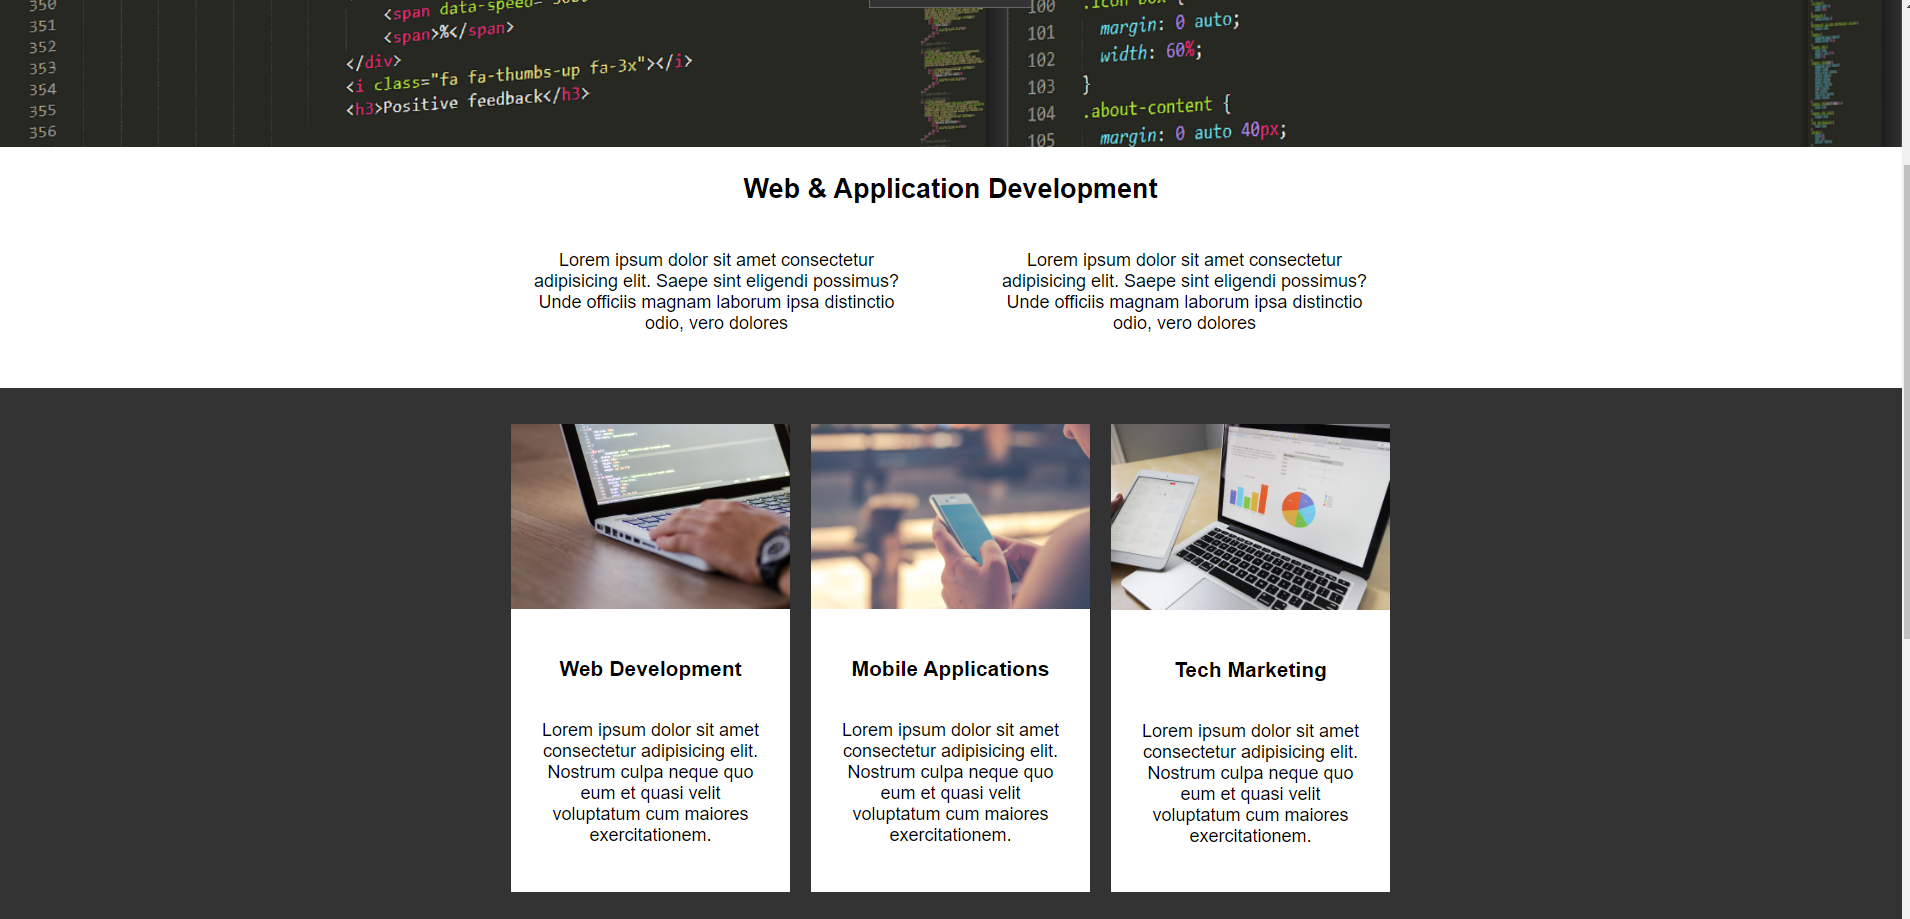 350
<span data-speed=
351
<span>%</span>
352
</div>
353
<i class="fa fa-thumbs-up fa-3x"></i>
354
<h3>Positive feedback</h3>
355
356
100
.icon-box {
101
margin: 0 auto;
102
width: 60%;
103
}
104
.about-content {
105
margin: 0 auto 40px;
Web & Application Development
Lorem ipsum dolor sit amet consectetur
adipisicing elit. Saepe sint eligendi possimus?
Unde officiis magnam laborum ipsa distinctio
odio, vero dolores
Lorem ipsum dolor sit amet consectetur
adipisicing elit. Saepe sint eligendi possimus?
Unde officiis magnam laborum ipsa distinctio
odio, vero dolores
Web Development
Lorem ipsum dolor sit amet
consectetur adipisicing elit.
Nostrum culpa neque quo
eum et quasi velit
voluptatum cum maiores
exercitationem.
Mobile Applications
Lorem ipsum dolor sit amet
consectetur adipisicing elit.
Nostrum culpa neque quo
eum et quasi velit
voluptatum cum maiores
exercitationem.
Tech Marketing
Lorem ipsum dolor sit amet
consectetur adipisicing elit.
Nostrum culpa neque quo
eum et quasi velit
voluptatum cum maiores
exercitationem.